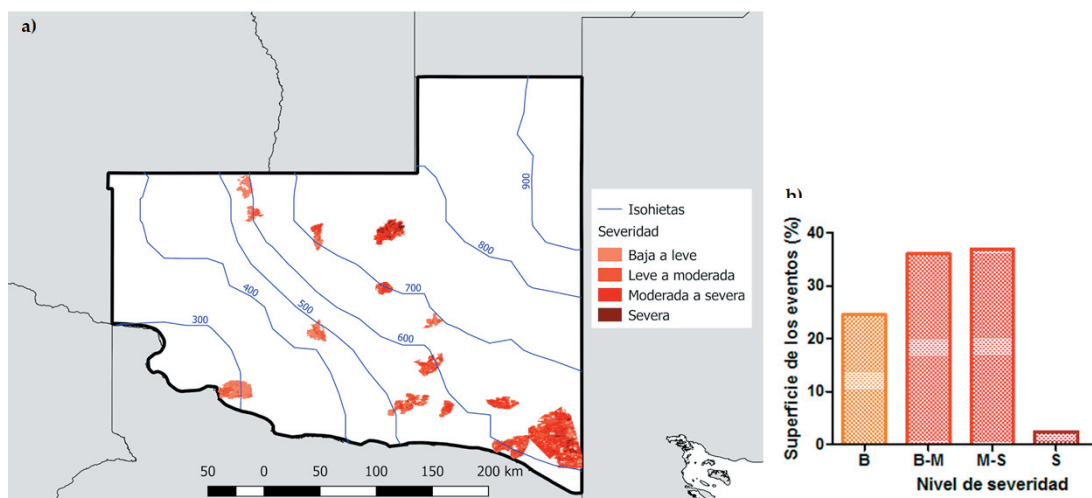 a)
900
800
700
600
500
400
300
Isohietas
Severidad
Baja a leve
Leve a moderada
Moderada a severa
Severa
50 0 50 100 150 200 km
b)
Superficie de los eventos (%)
40
30
20
10
0
B B-M M-S S
Nivel de severidad